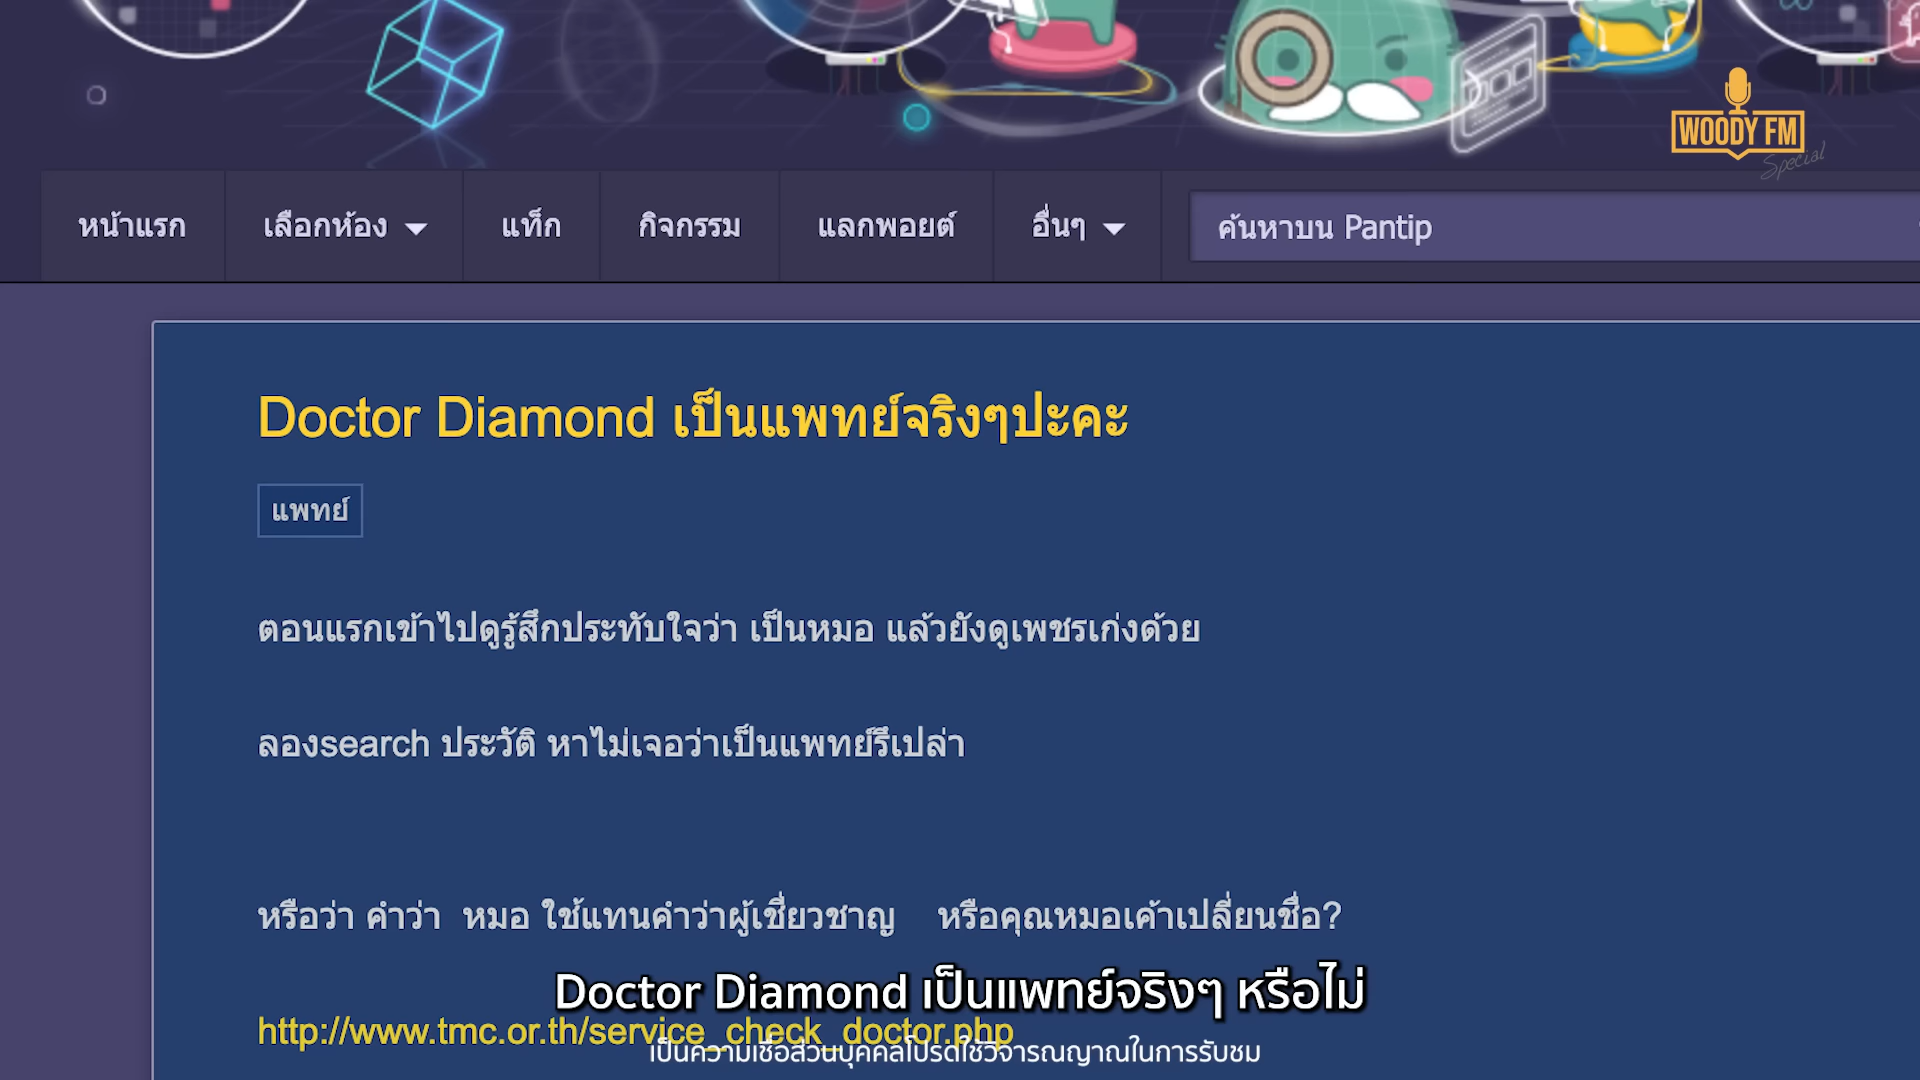 WOODY FM
Special
หน้าแรก
เลือกห้อง
แท็ก
กิจกรรม
แลกพอยต์
อื่นๆ
ค้นหาบน Pantip
Doctor Diamond เป็นแพทย์จริงๆปะคะ
แพทย์
ตอนแรกเข้าไปดูรู้สึกประทับใจว่า เป็นหมอ แล้วยังดูเพชรเก่งด้วย
ลองsearch ประวัติ หาไม่เจอว่าเป็นแพทย์รึเปล่า
หรือว่า คำว่า หมอ ใช้แทนคำว่าผู้เชี่ยวชาญ หรือคุณหมอเค้าเปลี่ยนชื่อ?
Doctor Diamond เป็นแพทย์จริงๆ หรือไม่
http://www.tmc.or.th/service_check_doctor.php
เป็นความเชื่อส่วนบุคคลโปรดใช้วิจารณญาณในการรับชม